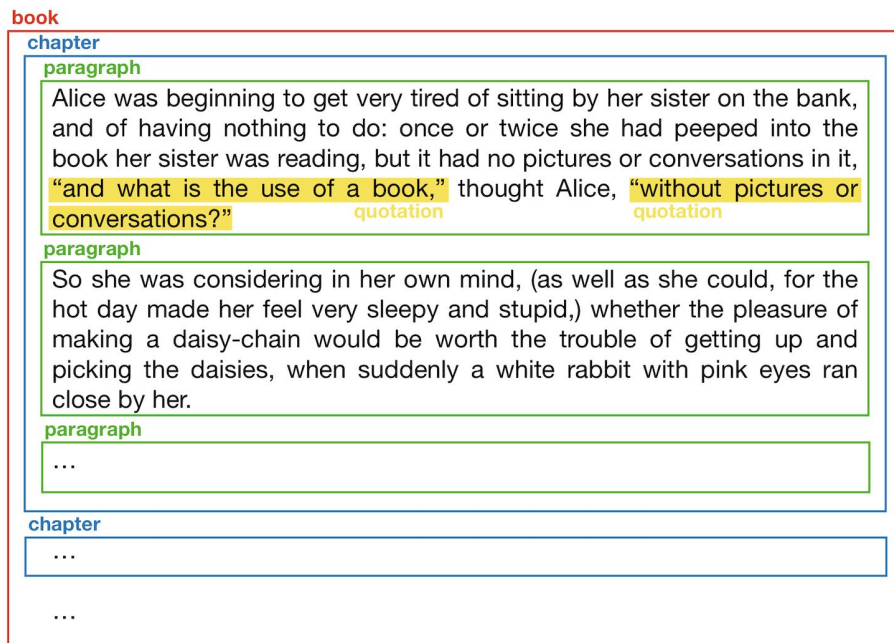 book
chapter
paragraph
Alice was beginning to get very tired of sitting by her sister on the bank,
and of having nothing to do: once or twice she had peeped into the
book her sister was reading, but it had no pictures or conversations in it,
“and what is the use of a book,” thought Alice, “without pictures or
conversations?” quotation quotation
paragraph
So she was considering in her own mind, (as well as she could, for the
hot day made her feel very sleepy and stupid,) whether the pleasure of
making a daisy-chain would be worth the trouble of getting up and
picking the daisies, when suddenly a white rabbit with pink eyes ran
close by her.
paragraph
...
chapter
...
...